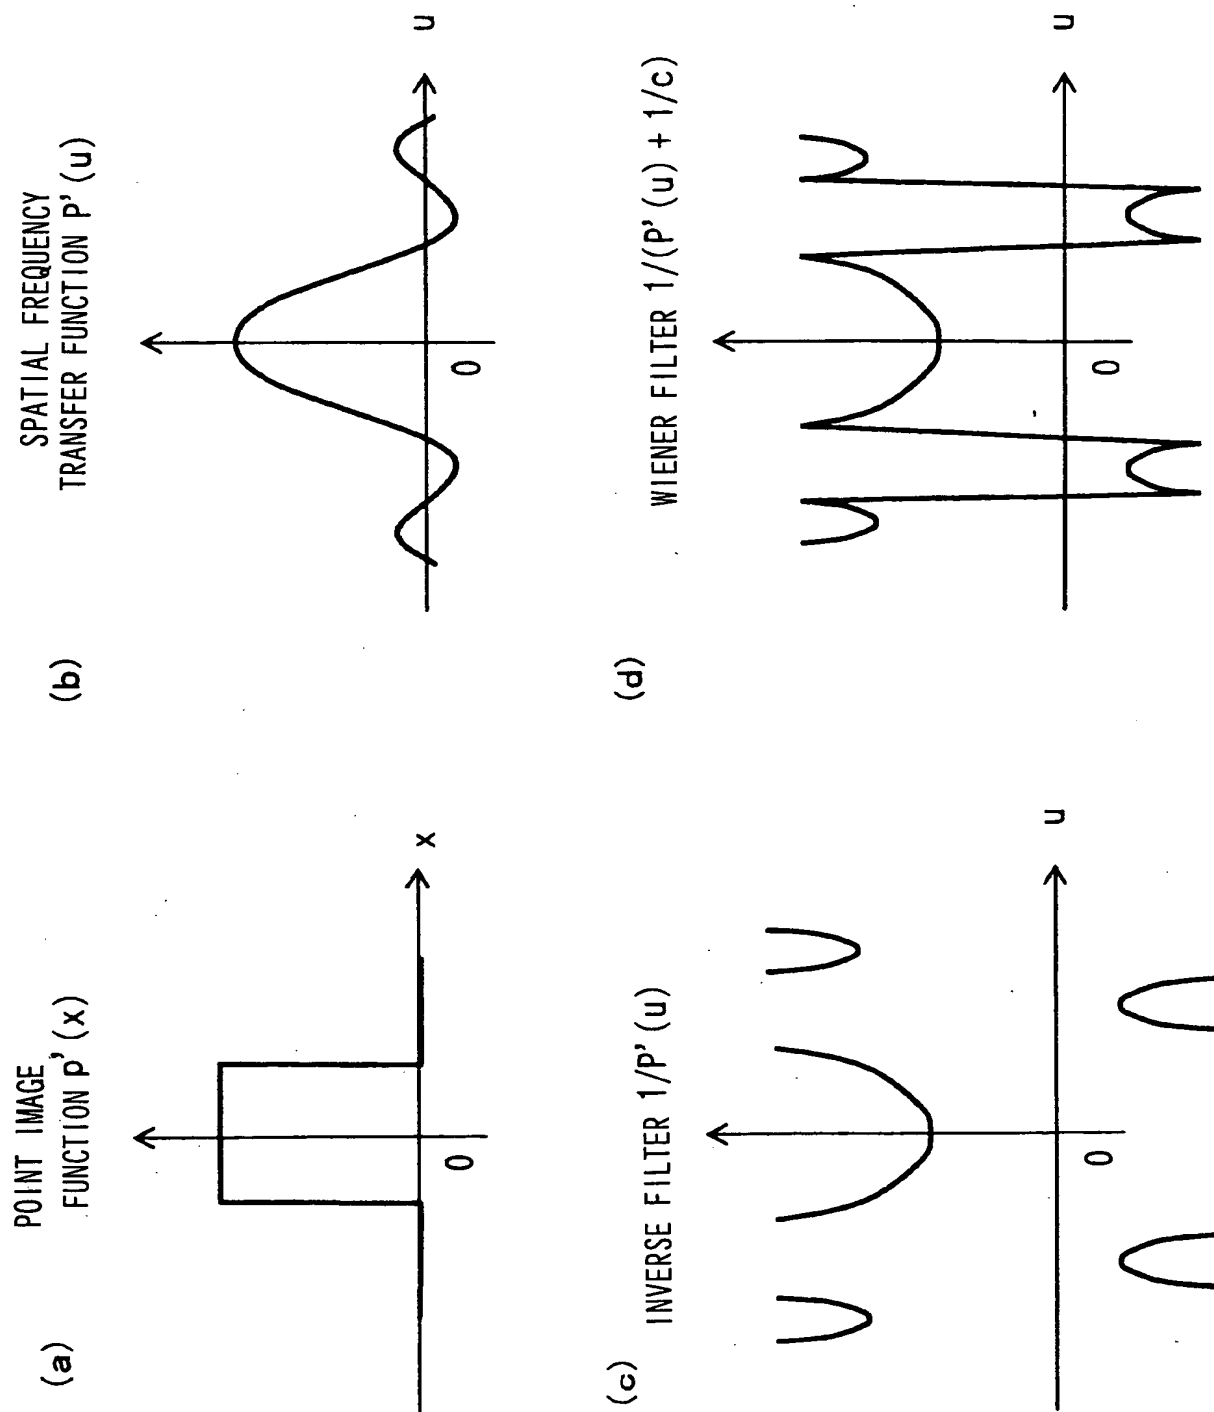 (a)
POINT IMAGE
FUNCTION p'(x)
x
0
(b)
SPATIAL FREQUENCY
TRANSFER FUNCTION P'(u)
u
0
(c)
INVERSE FILTER 1/P'(u)
u
0
(d)
WIENER FILTER 1/(P'(u) + 1/c)
u
0